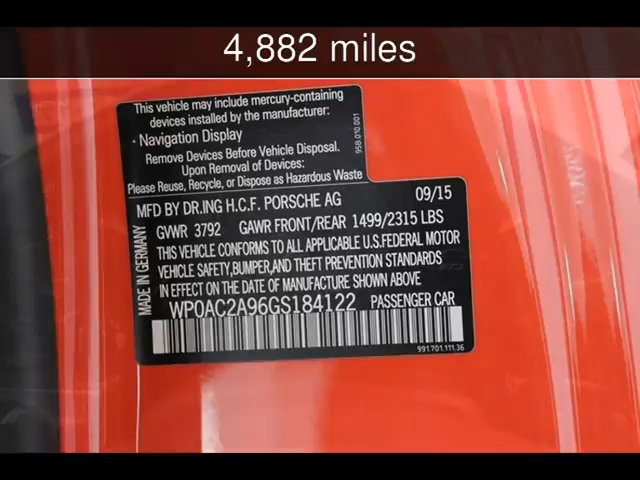 4,882 miles
This vehicle may include mercury-containing
devices installed by the manufacturer:
· Navigation Display
Remove Devices Before Vehicle Disposal.
Upon Removal of Devices:
Please Reuse, Recycle, or Dispose as Hazardous Waste
95B.010.001
MADE IN GERMANY
MFD BY DR.ING H.C.F. PORSCHE AG 09/15
GVWR 3792 GAWR FRONT/REAR 1499/2315 LBS
THIS VEHICLE CONFORMS TO ALL APPLICABLE U.S.FEDERAL MOTOR
VEHICLE SAFETY,BUMPER,AND THEFT PREVENTION STANDARDS
IN EFFECT ON THE DATE OF MANUFACTURE SHOWN ABOVE
WP0AC2A96GS184122 PASSENGER CAR
991.701.111.36